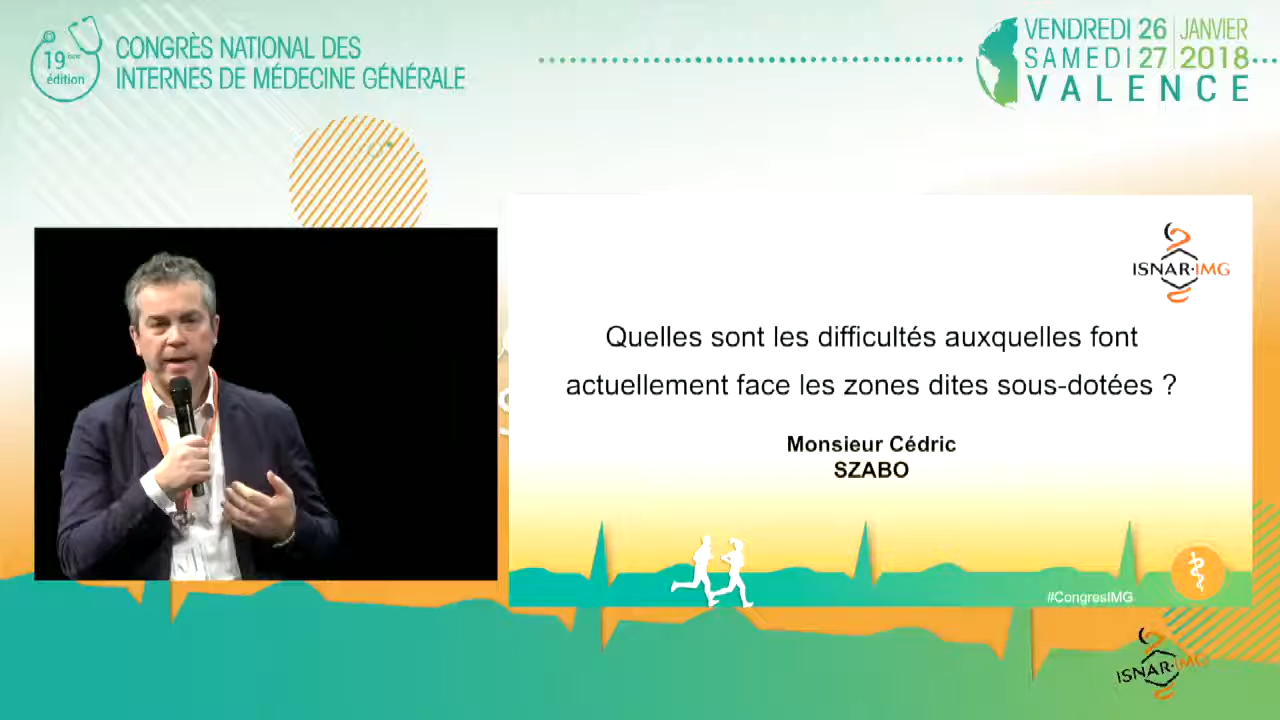 19ème édition
CONGRÈS NATIONAL DES
INTERNES DE MÉDECINE GÉNÉRALE
VENDREDI 26 JANVIER
SAMEDI 27 2018
VALENCE
ISNAR-IMG
Quelles sont les difficultés auxquelles font
actuellement face les zones dites sous-dotées ?
Monsieur Cédric
SZABO
#CongresIMG
ISNAR-IMG